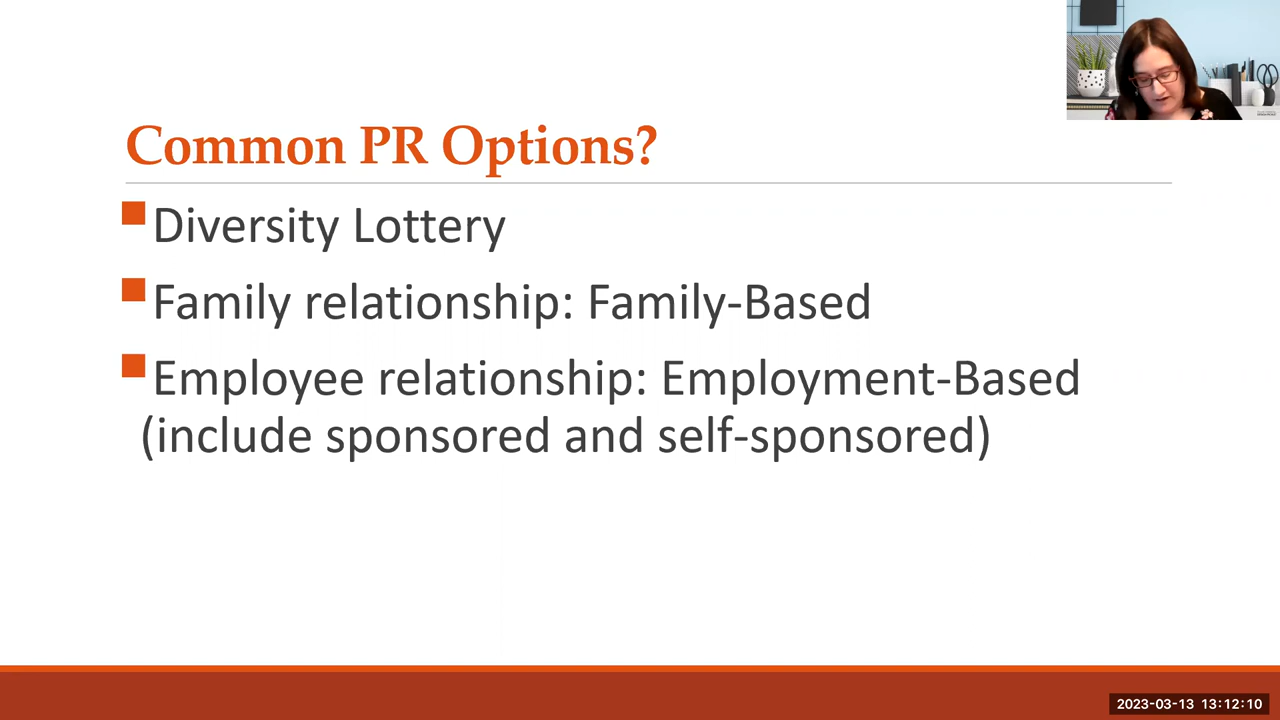 Common PR Options?
Diversity Lottery
Family relationship: Family-Based
Employee relationship: Employment-Based
(include sponsored and self-sponsored)
2023-03-13 13:12:10